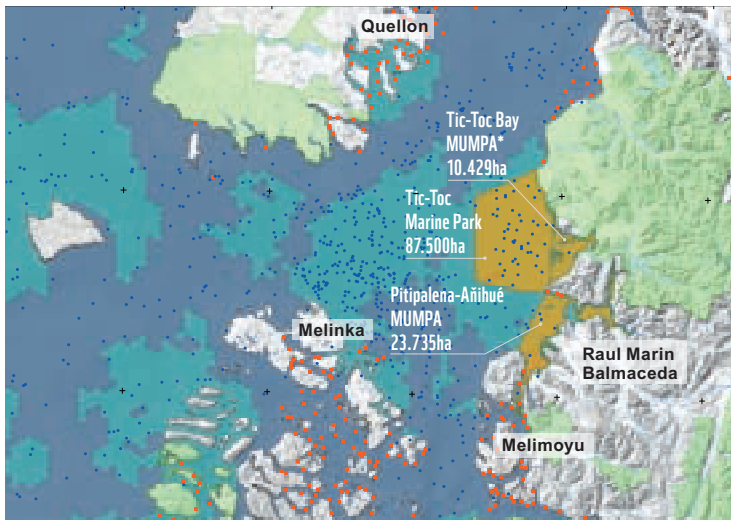 Quellon
Tic-Toc Bay
MUMPA*
10.429ha
Tic-Toc
Marine Park
87.500ha
Pitipalena-Añihué
MUMPA
23.735ha
Melinka
Raul Marin
Balmaceda
Melimoyu